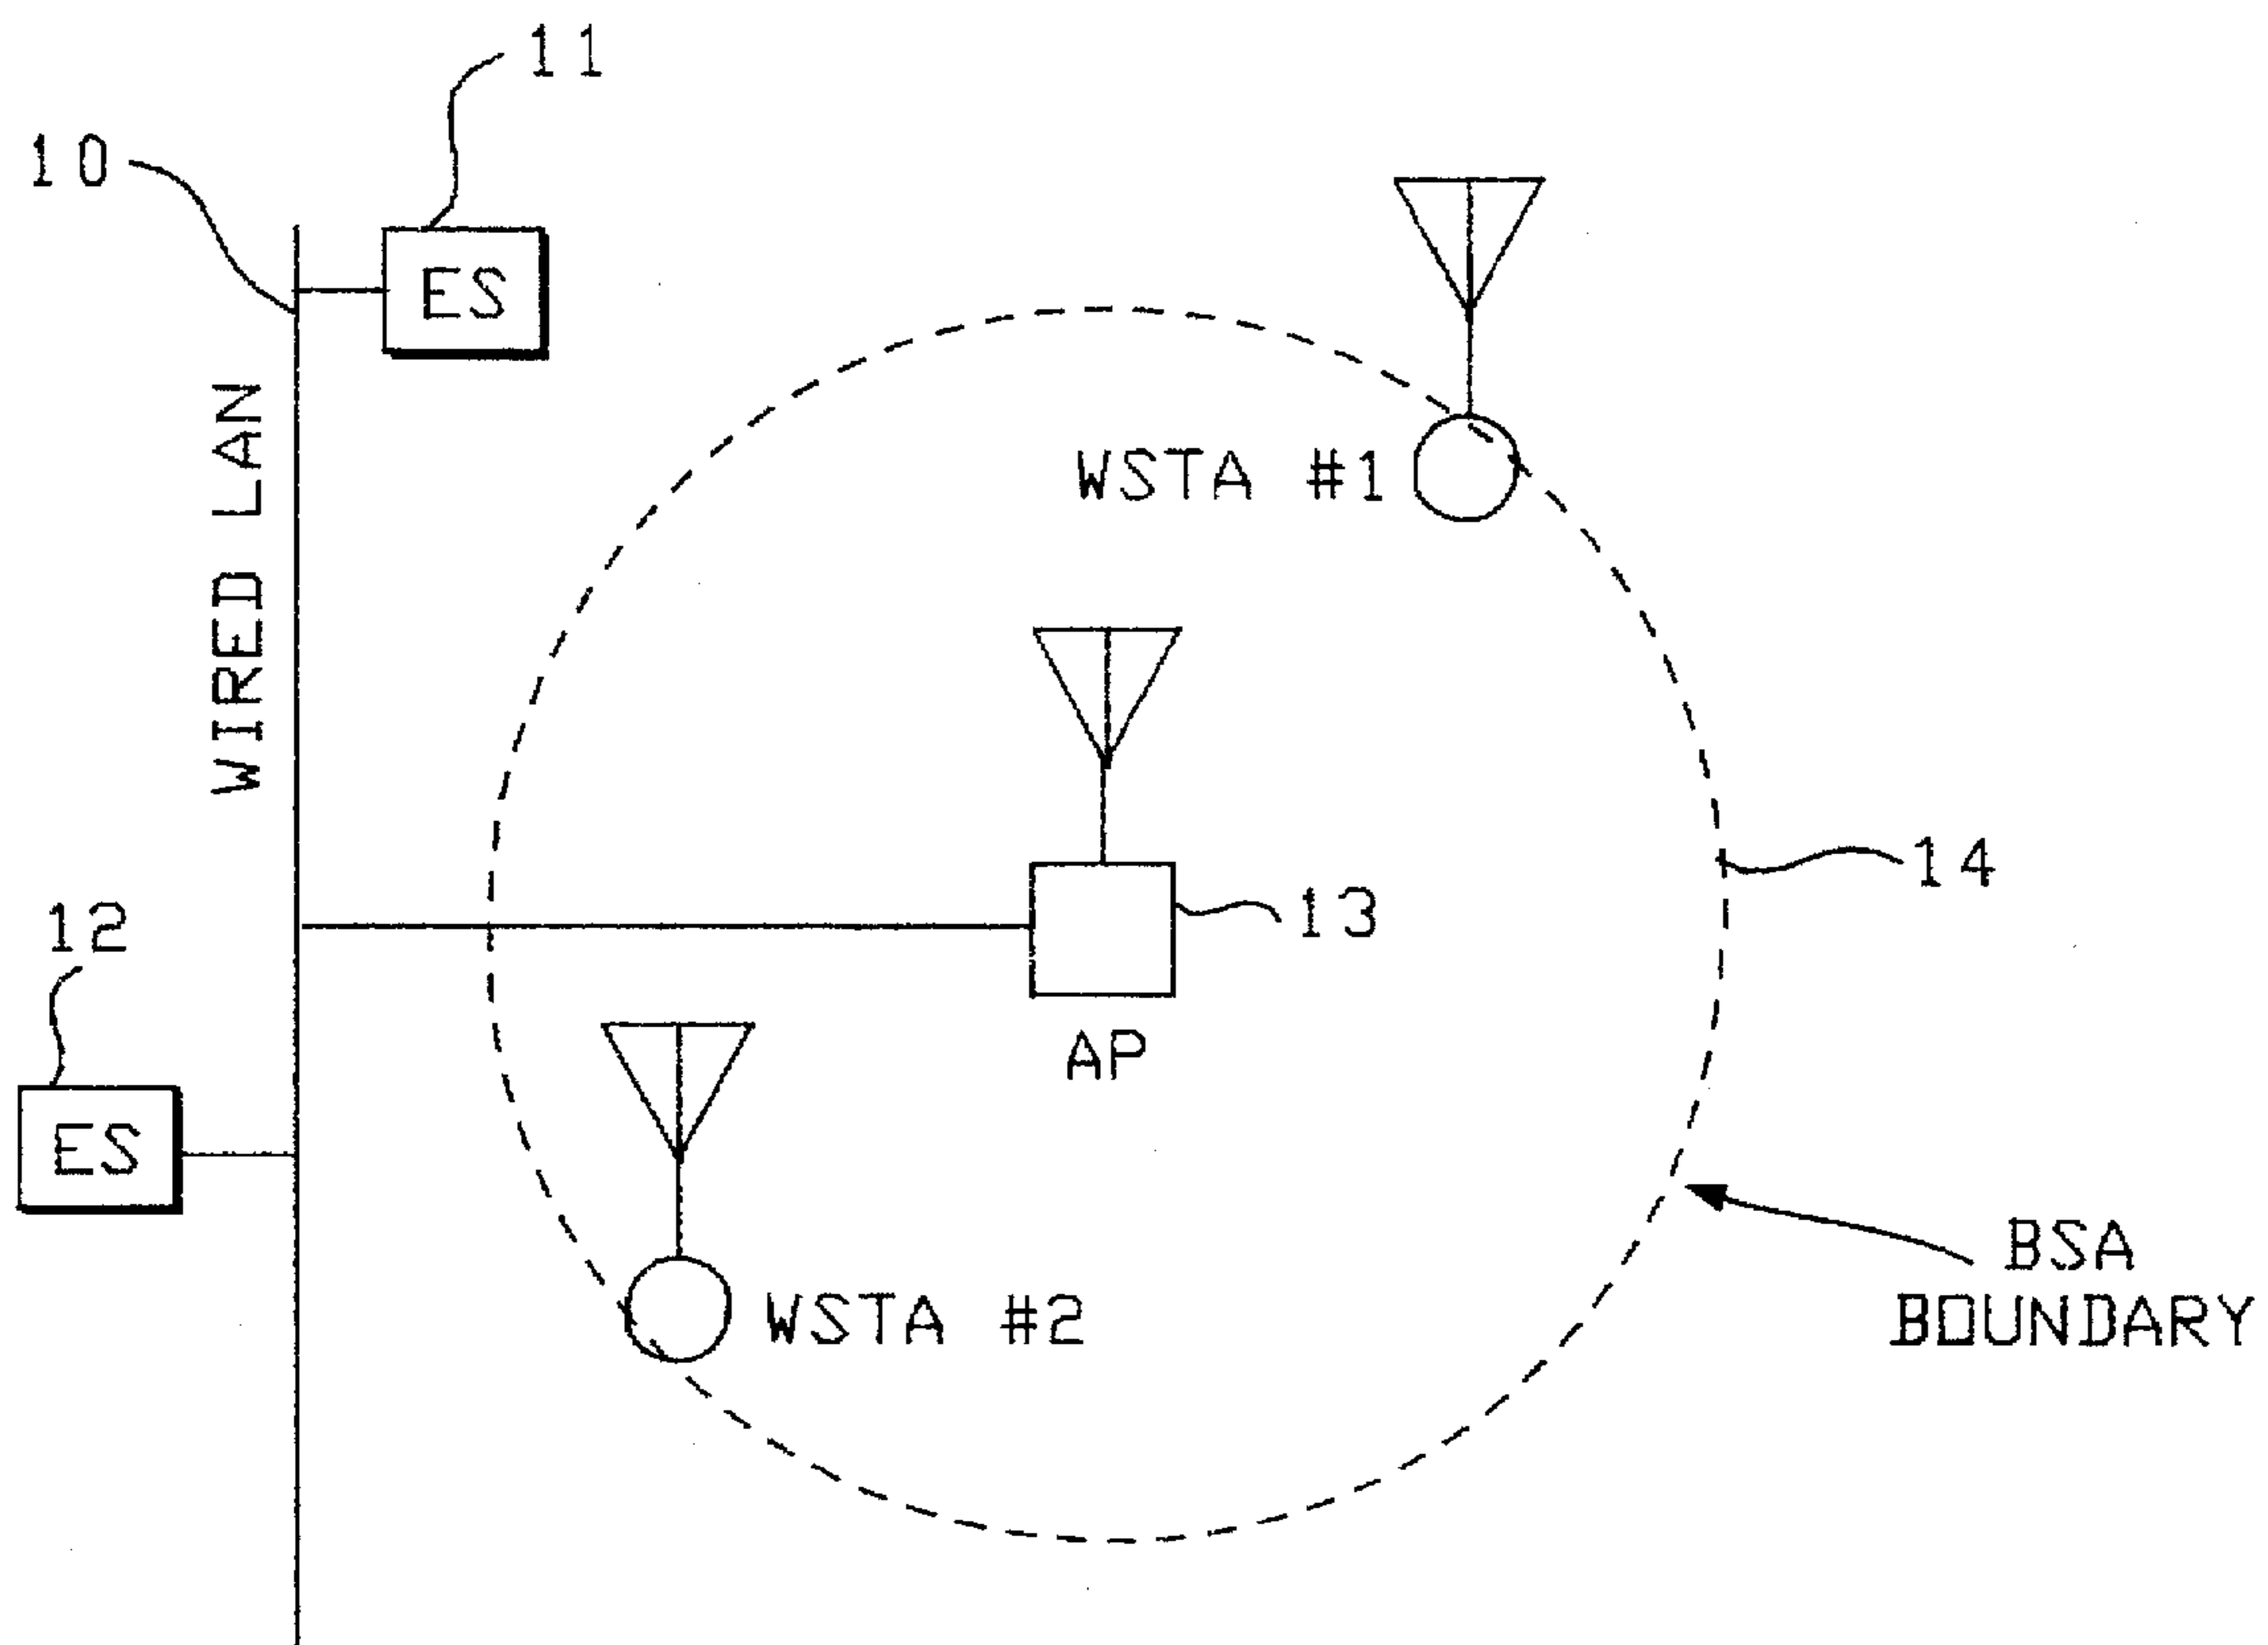 11
10
ES
WIRED LAN
WSTA #1
14
13
12
AP
ES
BSA
BOUNDARY
WSTA #2